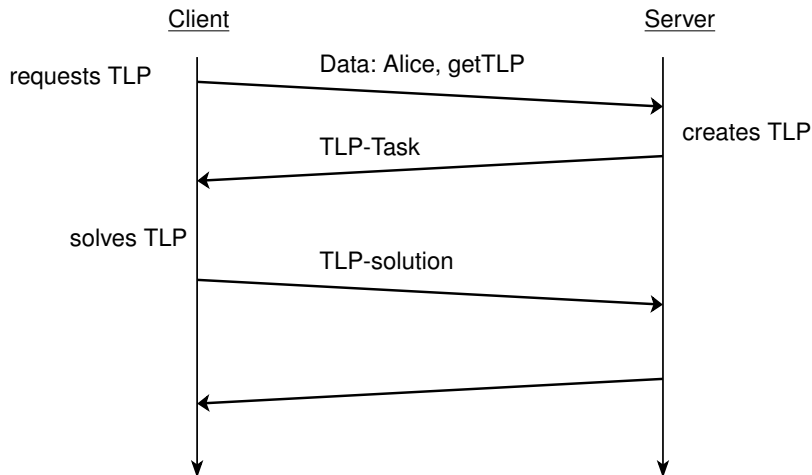 Client
Server
requests TLP
Data: Alice, getTLP
creates TLP
TLP-Task
solves TLP
TLP-solution